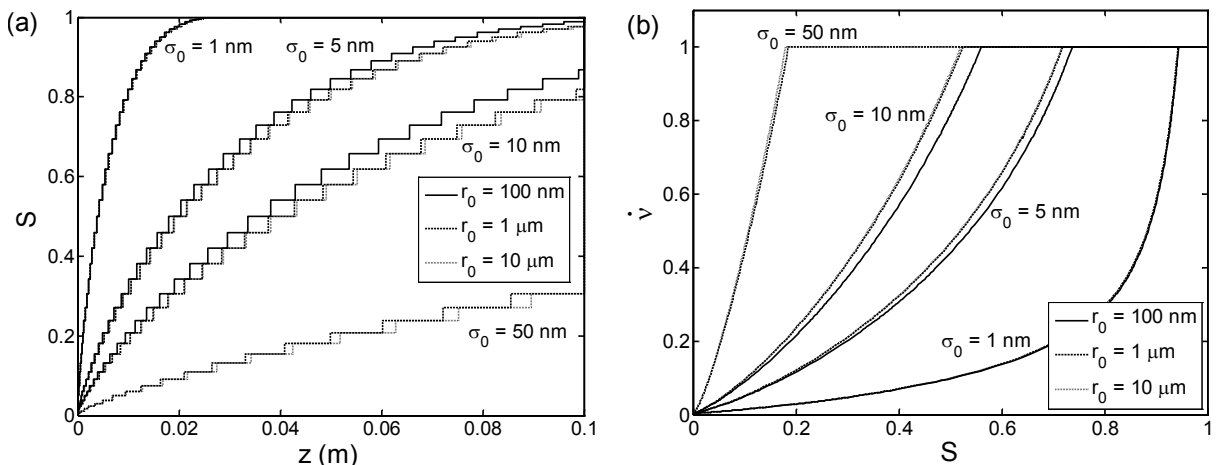 (a)
1
0.8
0.6
0.4
0.2
0
S
0
0.02
0.04
0.06
0.08
0.1
z (m)
σ0 = 1 nm
σ0 = 5 nm
σ0 = 10 nm
σ0 = 50 nm
r0 = 100 nm
r0 = 1 μm
r0 = 10 μm
(b)
1
0.8
0.6
0.4
0.2
0
ν̇
0
0.2
0.4
0.6
0.8
1
S
σ0 = 50 nm
σ0 = 10 nm
σ0 = 5 nm
σ0 = 1 nm
r0 = 100 nm
r0 = 1 μm
r0 = 10 μm